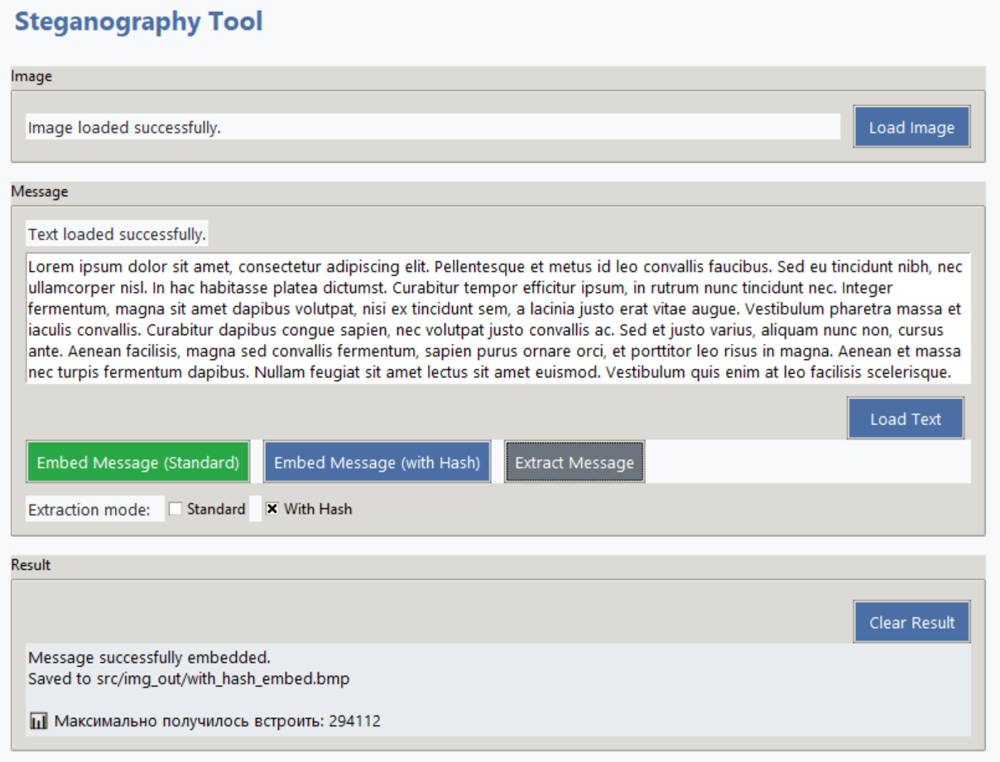 Steganography Tool
Image
Image loaded successfully.
Load Image
Message
Text loaded successfully.
Lorem ipsum dolor sit amet, consectetur adipiscing elit. Pellentesque et metus id leo convallis faucibus. Sed eu tincidunt nibh, nec
ullamcorper nisl. In hac habitasse platea dictumst. Curabitur tempor efficitur ipsum, in rutrum nunc tincidunt nec. Integer
fermentum, magna sit amet dapibus volutpat, nisi ex tincidunt sem, a lacinia justo erat vitae augue. Vestibulum pharetra massa et
iaculis convallis. Curabitur dapibus congue sapien, nec volutpat justo convallis ac. Sed et justo varius, aliquam nunc non, cursus
ante. Aenean facilisis, magna sed convallis fermentum, sapien purus ornare orci, et porttitor leo risus in magna. Aenean et massa
nec turpis fermentum dapibus. Nullam feugiat sit amet lectus sit amet euismod. Vestibulum quis enim at leo facilisis scelerisque.
Load Text
Embed Message (Standard) Embed Message (with Hash) Extract Message
Extraction mode: Standard With Hash
Result
Clear Result
Message successfully embedded.
Saved to src/img_out/with_hash_embed.bmp
Максимально получилось встроить: 294112